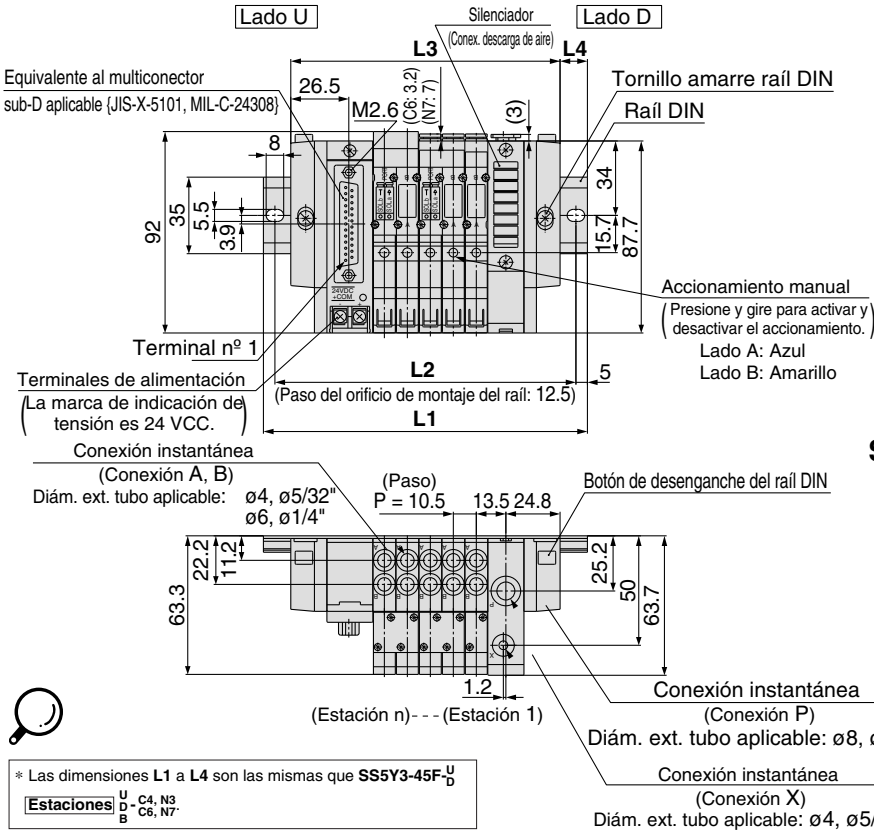 Lado U
Silenciador
(Conex. descarga de aire)
Lado D
L3
L4
Equivalente al multiconector
sub-D aplicable {JIS-X-5101, MIL-C-24308}
26.5
M2.6
(C6: 3.2)
(N7: 7)
(3)
Tornillo amarre raíl DIN
Raíl DIN
8
92
35
5.5
3.9
34
15.7
87.7
24VDC
+COM
- +
Accionamiento manual
(Presione y gire para activar y
desactivar el accionamiento.)
Lado A: Azul
Lado B: Amarillo
Terminal nº 1
Terminales de alimentación
(La marca de indicación de
tensión es 24 VCC.)
L2
5
(Paso del orificio de montaje del raíl: 12.5)
L1
Conexión instantánea
(Conexión A, B)
Diám. ext. tubo aplicable: ø4, ø5/32"
ø6, ø1/4"
(Paso)
P = 10.5
13.5
24.8
Botón de desenganche del raíl DIN
S
63.3
22.2
11.2
25.2
50
63.7
P
X
1.2
(Estación n)- - - (Estación 1)
Conexión instantánea
(Conexión P)
Diám. ext. tubo aplicable: ø8, ø
Conexión instantánea
(Conexión X)
Diám. ext. tubo aplicable: ø4, ø5/
* Las dimensiones L1 a L4 son las mismas que SS5Y3-45F-U D
Estaciones U D B - C4, N3 C6, N7.